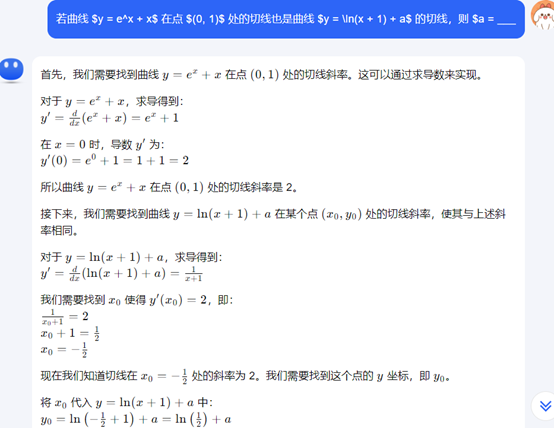 若曲线 $y = e^x + x$ 在点 $(0, 1)$ 处的切线也是曲线 $y = \ln(x + 1) + a$ 的切线，则 $a = ___
首先，我们需要找到曲线 y = e^x + x 在点 (0, 1) 处的切线斜率。这可以通过求导数来实现。
对于 y = e^x + x，求导得到：
y′ = \frac{d}{dx}(e^x + x) = e^x + 1
在 x = 0 时，导数 y′ 为：
y′(0) = e^0 + 1 = 1 + 1 = 2
所以曲线 y = e^x + x 在点 (0, 1) 处的切线斜率是 2。
接下来，我们需要找到曲线 y = ln(x + 1) + a 在某个点 (x_0, y_0) 处的切线斜率，使其与上述斜
率相同。
对于 y = ln(x + 1) + a，求导得到：
y′ = \frac{d}{dx}(ln(x + 1) + a) = \frac{1}{x+1}
我们需要找到 x_0 使得 y′(x_0) = 2，即：
\frac{1}{x_0+1} = 2
x_0 + 1 = \frac{1}{2}
x_0 = -\frac{1}{2}
现在我们知道切线在 x_0 = -\frac{1}{2} 处的斜率为 2。我们需要找到这个点的 y 坐标，即 y_0。
将 x_0 代入 y = ln(x + 1) + a 中：
y_0 = ln(-\frac{1}{2} + 1) + a = ln(\frac{1}{2}) + a